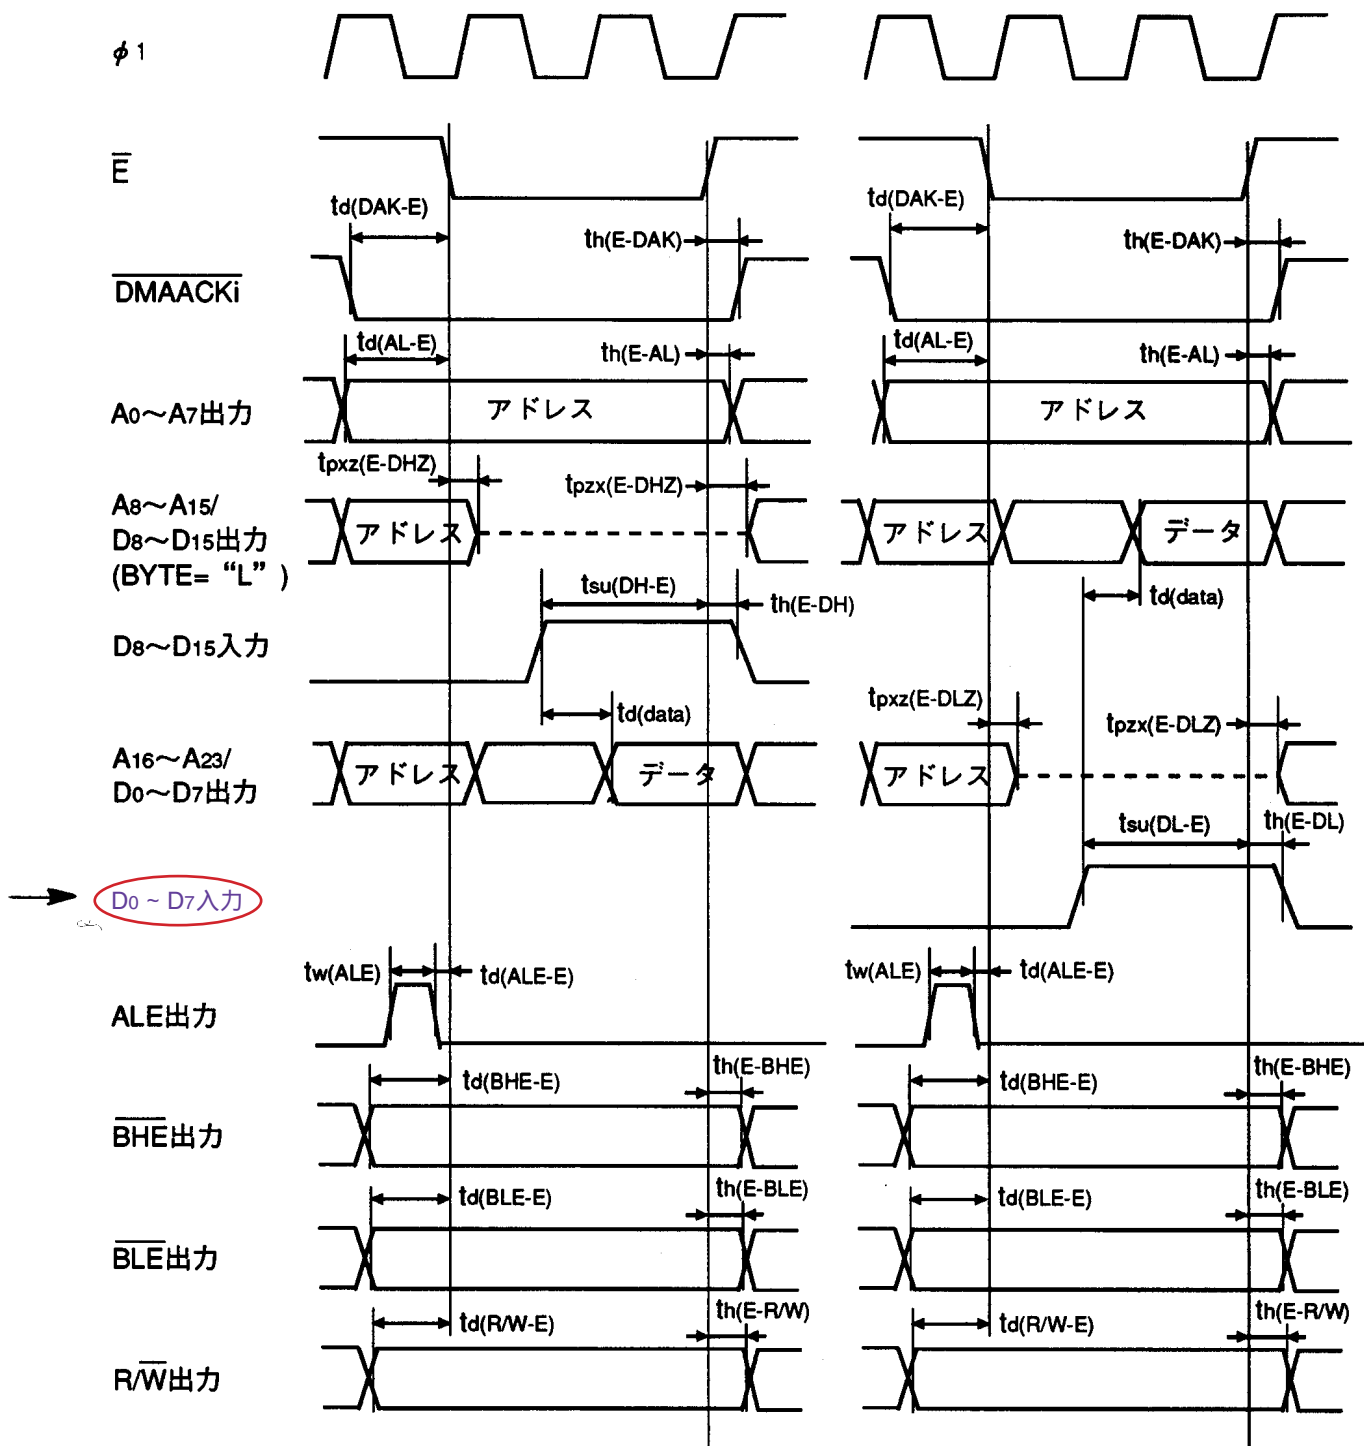 φ1
E
td(DAK-E)
th(E-DAK)
td(DAK-E)
th(E-DAK)
DMAACKi
td(AL-E)
th(E-AL)
td(AL-E)
th(E-AL)
A0～A7出力
アドレス
アドレス
tpxz(E-DHZ)
tpzx(E-DHZ)
A8～A15/
D8～D15出力
(BYTE= “L” )
アドレス
アドレス
データ
tsu(DH-E)
th(E-DH)
td(data)
D8～D15入力
td(data)
tpxz(E-DLZ)
tpzx(E-DLZ)
A16～A23/
D0～D7出力
アドレス
データ
アドレス
tsu(DL-E)
th(E-DL)
D0 ~ D7入力
tw(ALE)
td(ALE-E)
tw(ALE)
td(ALE-E)
ALE出力
td(BHE-E)
th(E-BHE)
td(BHE-E)
th(E-BHE)
BHE出力
td(BLE-E)
th(E-BLE)
td(BLE-E)
th(E-BLE)
BLE出力
td(R/W-E)
th(E-R/W)
td(R/W-E)
th(E-R/W)
R/W出力